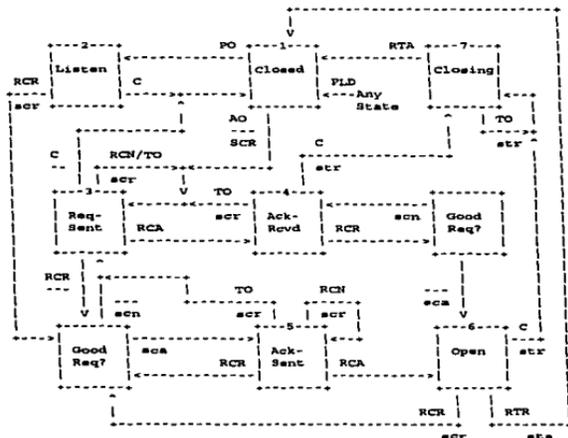 2 1 7
RCR Listen PO Closed RTA Closing
scr C PLD Any State TO
AO str
SCR C
C RCN/TO str
scr
3 TO 4
Req-Sent scr Ack-Rcvd scn Good Req?
RCA RCR
RCR TO RCN sca
scn scr scr
5 6 C
Good Req? sca Ack-Sent Open str
RCR RCA
RCR RTR
scr sta